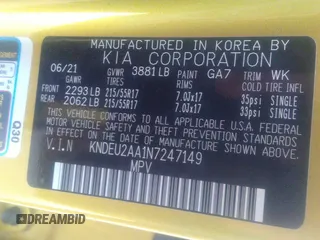 MANUFACTURED IN KOREA BY
KIA CORPORATION
06/21 GVWR 3881LB PAINT GA7 TRIM WK
TIRES RIMS COLD TIRE INFL
FRONT 2293LB 215/55R17 7.0Jx17 35psi SINGLE
REAR 2062LB 215/55R17 7.0Jx17 33psi SINGLE
THIS VEHICLE CONFORMS TO ALL APPLICABLE U.S.A. FEDERAL
MOTOR VEHICLE SAFETY AND THEFT PREVENTION STANDARDS
IN EFFECT ON THE DATE OF MANUFACTURE SHOWN ABOVE.
V.I.N KNDEU2AA1N7247149
MPV
Q30
DREAMBID